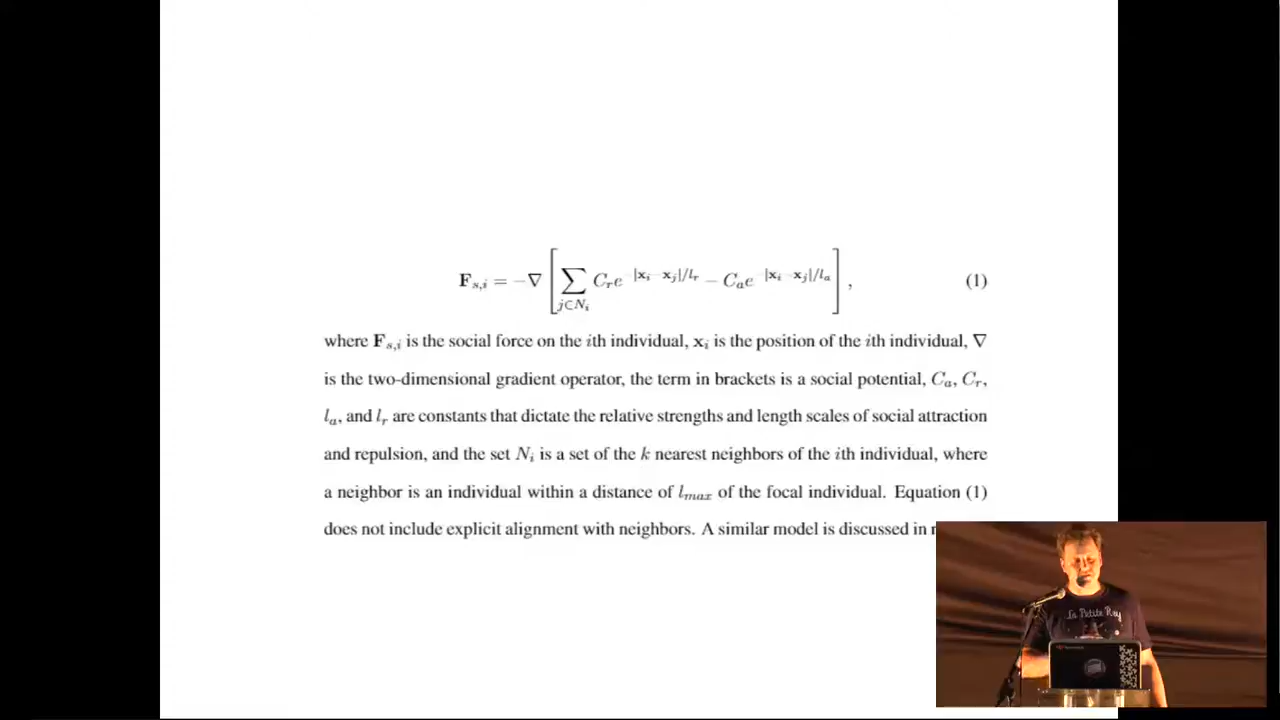 F_{s,i} = −∇ [ ∑_{j⊂N_i} C_r e^{−|x_i−x_j|/l_r} − C_a e^{−|x_i−x_j|/l_a} ] , (1)
where F_{s,i} is the social force on the ith individual, x_i is the position of the ith individual, ∇
is the two-dimensional gradient operator, the term in brackets is a social potential, C_a, C_r,
l_a, and l_r are constants that dictate the relative strengths and length scales of social attraction
and repulsion, and the set N_i is a set of the k nearest neighbors of the ith individual, where
a neighbor is an individual within a distance of l_{max} of the focal individual. Equation (1)
does not include explicit alignment with neighbors. A similar model is discussed in
La Petite